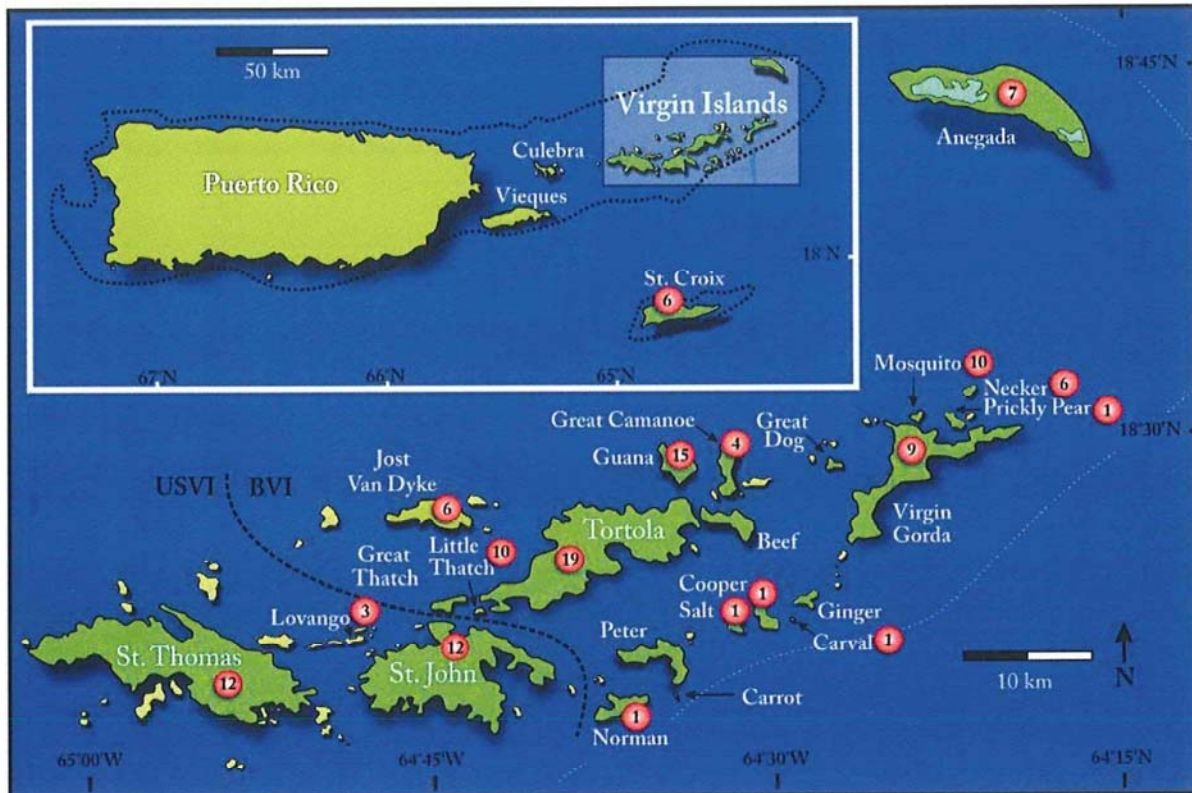 50 km
Virgin Islands
Culebra
Puerto Rico
Vieques
18°N
St. Croix
6
67°N
66°N
65°N
18°45'N
7
Anegada
Mosquito
10
Necker
6
Prickly Pear
1
18°30'N
Great Camanoe
4
Great
Dog
Guana
15
9
Virgin
Gorda
USVI
BVI
Jost
Van Dyke
6
Tortola
19
Beef
Great
Thatch
Little
Thatch
10
Lovango
3
Cooper
1
Salt
1
Ginger
Carval
1
Peter
St. Thomas
12
St. John
12
Carrot
10 km
N
1
Norman
65°00'W
64°45'W
64°30'W
64°15'W